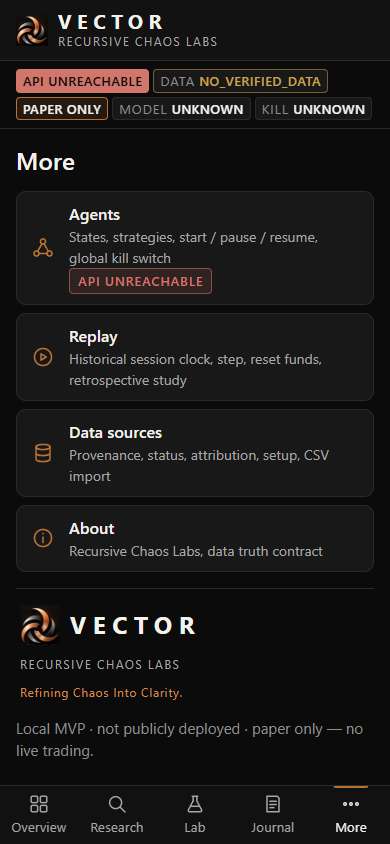 VECTOR
RECURSIVE CHAOS LABS
API UNREACHABLE DATA NO_VERIFIED_DATA
PAPER ONLY MODEL UNKNOWN KILL UNKNOWN
More
Agents
States, strategies, start / pause / resume,
global kill switch
API UNREACHABLE
Replay
Historical session clock, step, reset funds,
retrospective study
Data sources
Provenance, status, attribution, setup, CSV
import
About
Recursive Chaos Labs, data truth contract
VECTOR
RECURSIVE CHAOS LABS
Refining Chaos Into Clarity.
Local MVP · not publicly deployed · paper only — no
live trading.
Overview Research Lab Journal More